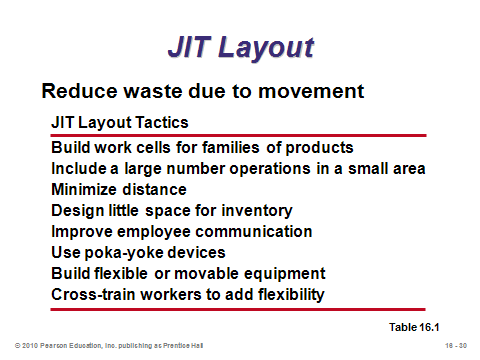 JIT Layout
Reduce waste due to movement
JIT Layout Tactics
Build work cells for families of products
Include a large number operations in a small area
Minimize distance
Design little space for inventory
Improve employee communication
Use poka-yoke devices
Build flexible or movable equipment
Cross-train workers to add flexibility
Table 16.1
© 2010 Pearson Education, Inc. publishing as Prentice Hall
16 - 30